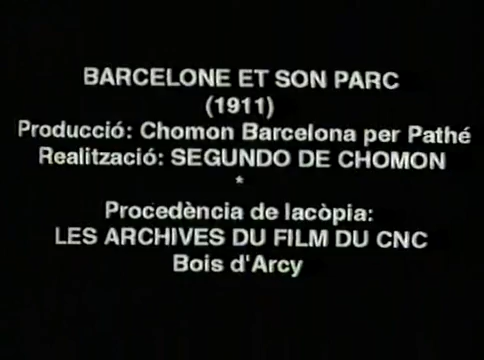 BARCELONE ET SON PARC
(1911)
Producció: Chomon Barcelona per Pathé
Realització: SEGUNDO DE CHOMON
*
Procedència de lacòpia:
LES ARCHIVES DU FILM DU CNC
Bois d'Arcy